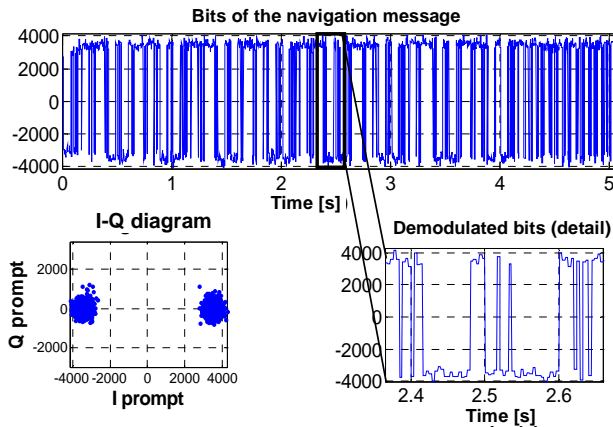 Bits of the navigation message
4000
2000
0
-2000
-4000
0 1 2 3 4 5
Time [s]
I-Q diagram
Q prompt
2000
0
-2000
-4000 -2000 0 2000 4000
I prompt
Demodulated bits (detail)
4000
2000
0
-2000
-4000
2.4 2.5 2.6
Time [s]